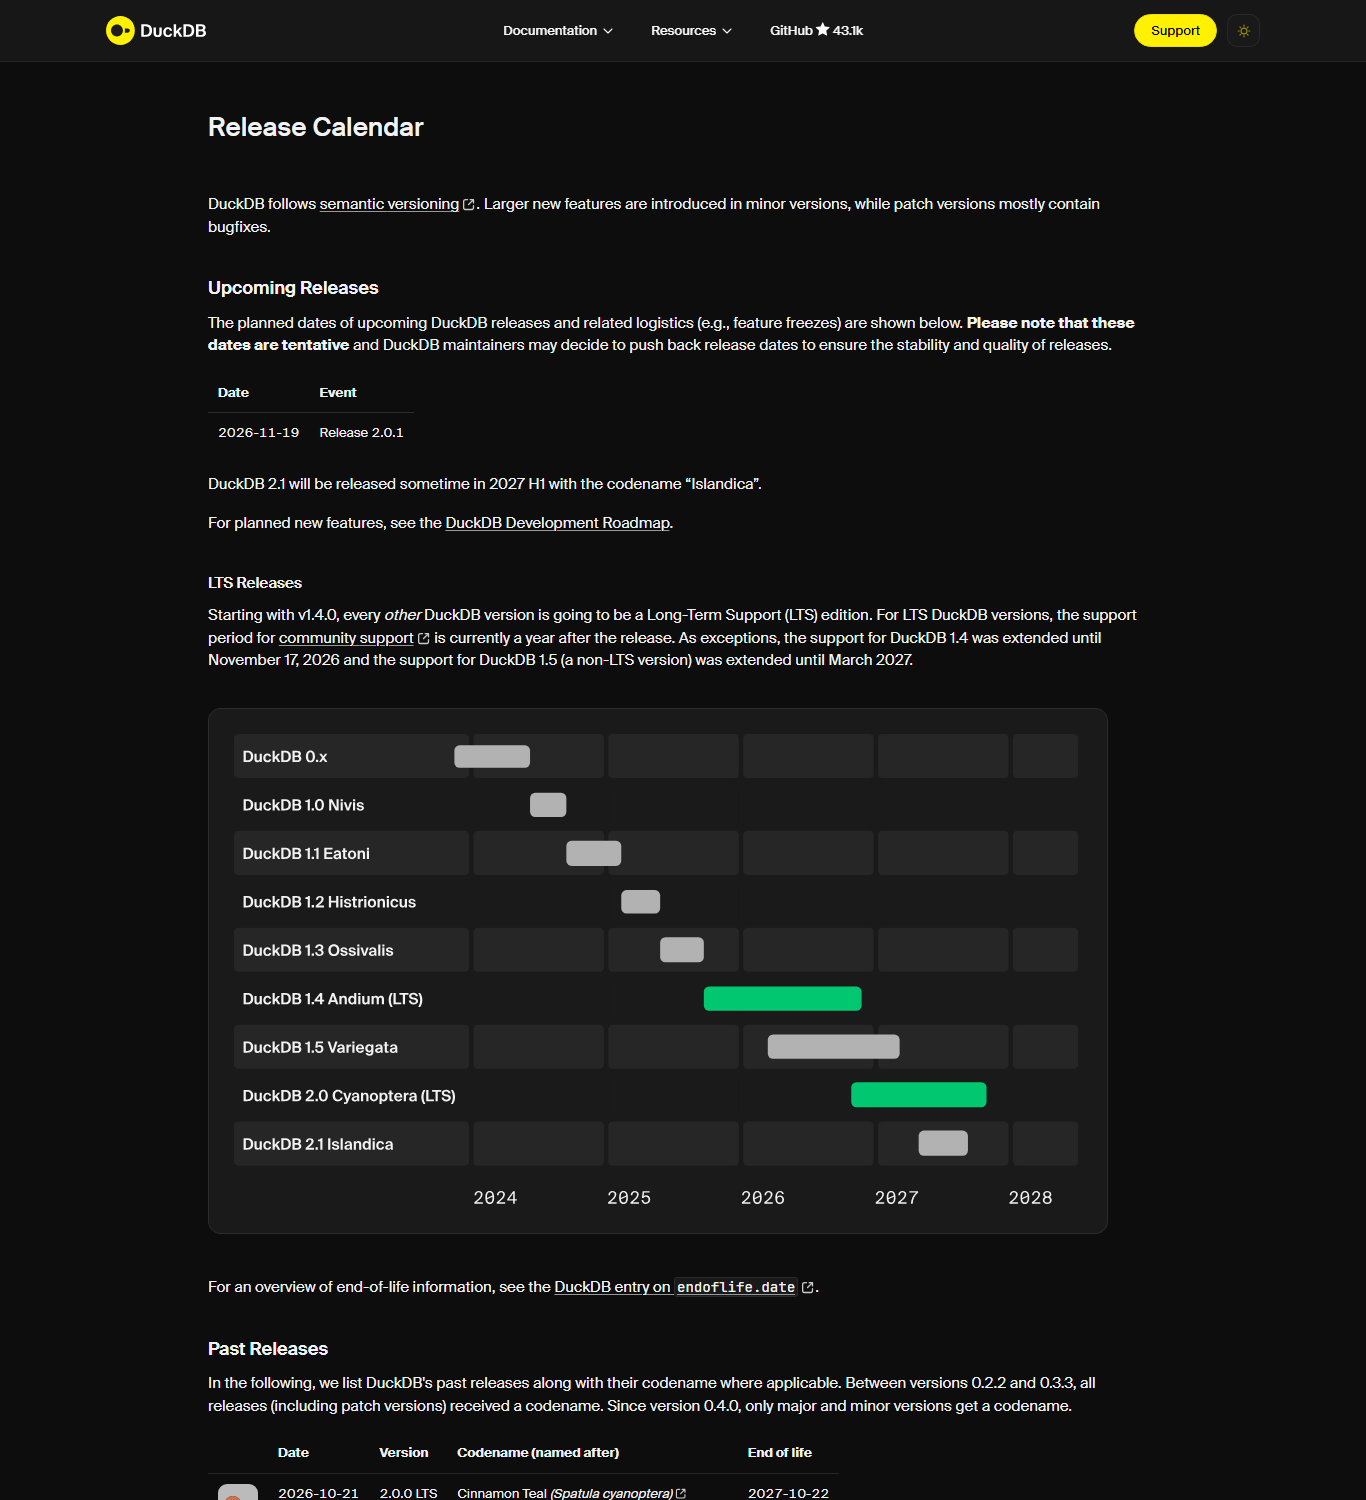 DuckDB
Documentation
Resources
GitHub ★ 43.1k
Support
Release Calendar
DuckDB follows semantic versioning. Larger new features are introduced in minor versions, while patch versions mostly contain
bugfixes.
Upcoming Releases
The planned dates of upcoming DuckDB releases and related logistics (e.g., feature freezes) are shown below. Please note that these
dates are tentative and DuckDB maintainers may decide to push back release dates to ensure the stability and quality of releases.
Date Event
2026-11-19 Release 2.0.1
DuckDB 2.1 will be released sometime in 2027 H1 with the codename “Islandica”.
For planned new features, see the DuckDB Development Roadmap.
LTS Releases
Starting with v1.4.0, every other DuckDB version is going to be a Long-Term Support (LTS) edition. For LTS DuckDB versions, the support
period for community support is currently a year after the release. As exceptions, the support for DuckDB 1.4 was extended until
November 17, 2026 and the support for DuckDB 1.5 (a non-LTS version) was extended until March 2027.
DuckDB 0.x
DuckDB 1.0 Nivis
DuckDB 1.1 Eatoni
DuckDB 1.2 Histrionicus
DuckDB 1.3 Ossivalis
DuckDB 1.4 Andium (LTS)
DuckDB 1.5 Variegata
DuckDB 2.0 Cyanoptera (LTS)
DuckDB 2.1 Islandica
2024 2025 2026 2027 2028
For an overview of end-of-life information, see the DuckDB entry on endoflife.date.
Past Releases
In the following, we list DuckDB's past releases along with their codename where applicable. Between versions 0.2.2 and 0.3.3, all
releases (including patch versions) received a codename. Since version 0.4.0, only major and minor versions get a codename.
Date Version Codename (named after) End of life
2026-10-21 2.0.0 LTS Cinnamon Teal (Spatula cyanoptera) 2027-10-22